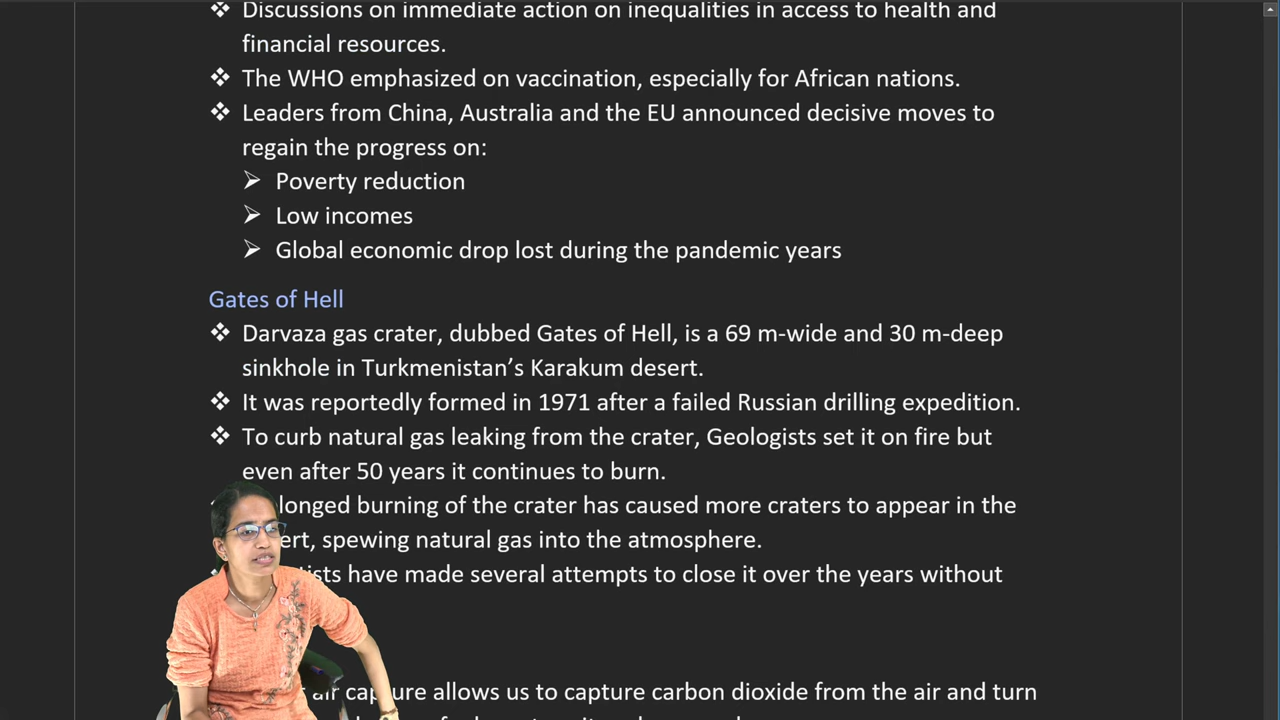 ❖ Discussions on immediate action on inequalities in access to health and
financial resources.
❖ The WHO emphasized on vaccination, especially for African nations.
❖ Leaders from China, Australia and the EU announced decisive moves to
regain the progress on:
➢ Poverty reduction
➢ Low incomes
➢ Global economic drop lost during the pandemic years
Gates of Hell
❖ Darvaza gas crater, dubbed Gates of Hell, is a 69 m-wide and 30 m-deep
sinkhole in Turkmenistan’s Karakum desert.
❖ It was reportedly formed in 1971 after a failed Russian drilling expedition.
❖ To curb natural gas leaking from the crater, Geologists set it on fire but
even after 50 years it continues to burn.
burning of the crater has caused more craters to appear in the
spewing natural gas into the atmosphere.
have made several attempts to close it over the years without
air capture allows us to capture carbon dioxide from the air and turn